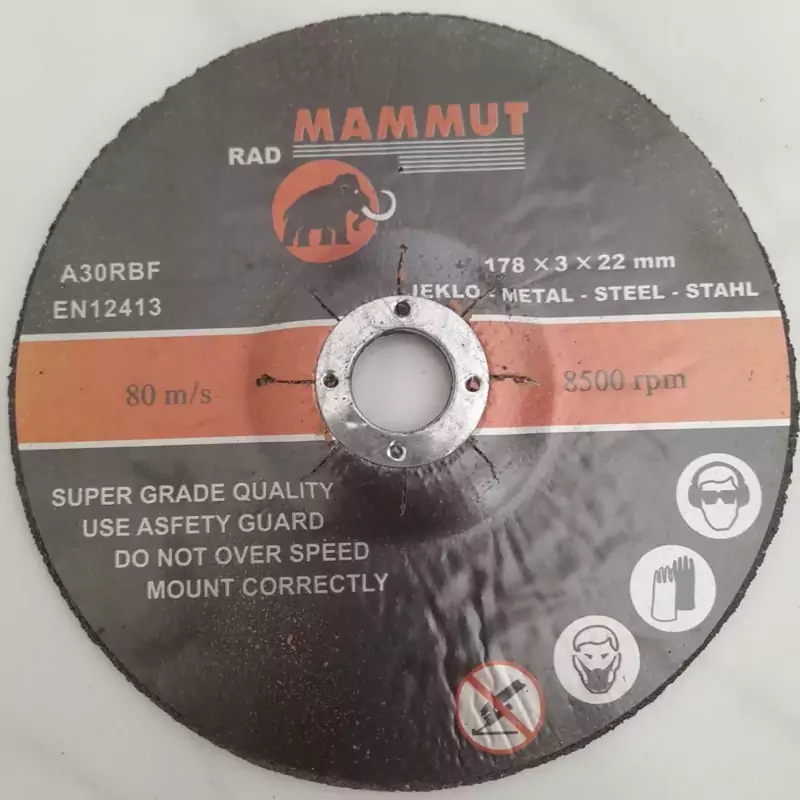 MAMMUT
RAD
A30RBF
EN12413
178 × 3 × 22 mm
JEKLO - METAL - STEEL - STAHL
80 m/s
8500 rpm
SUPER GRADE QUALITY
USE ASFETY GUARD
DO NOT OVER SPEED
MOUNT CORRECTLY